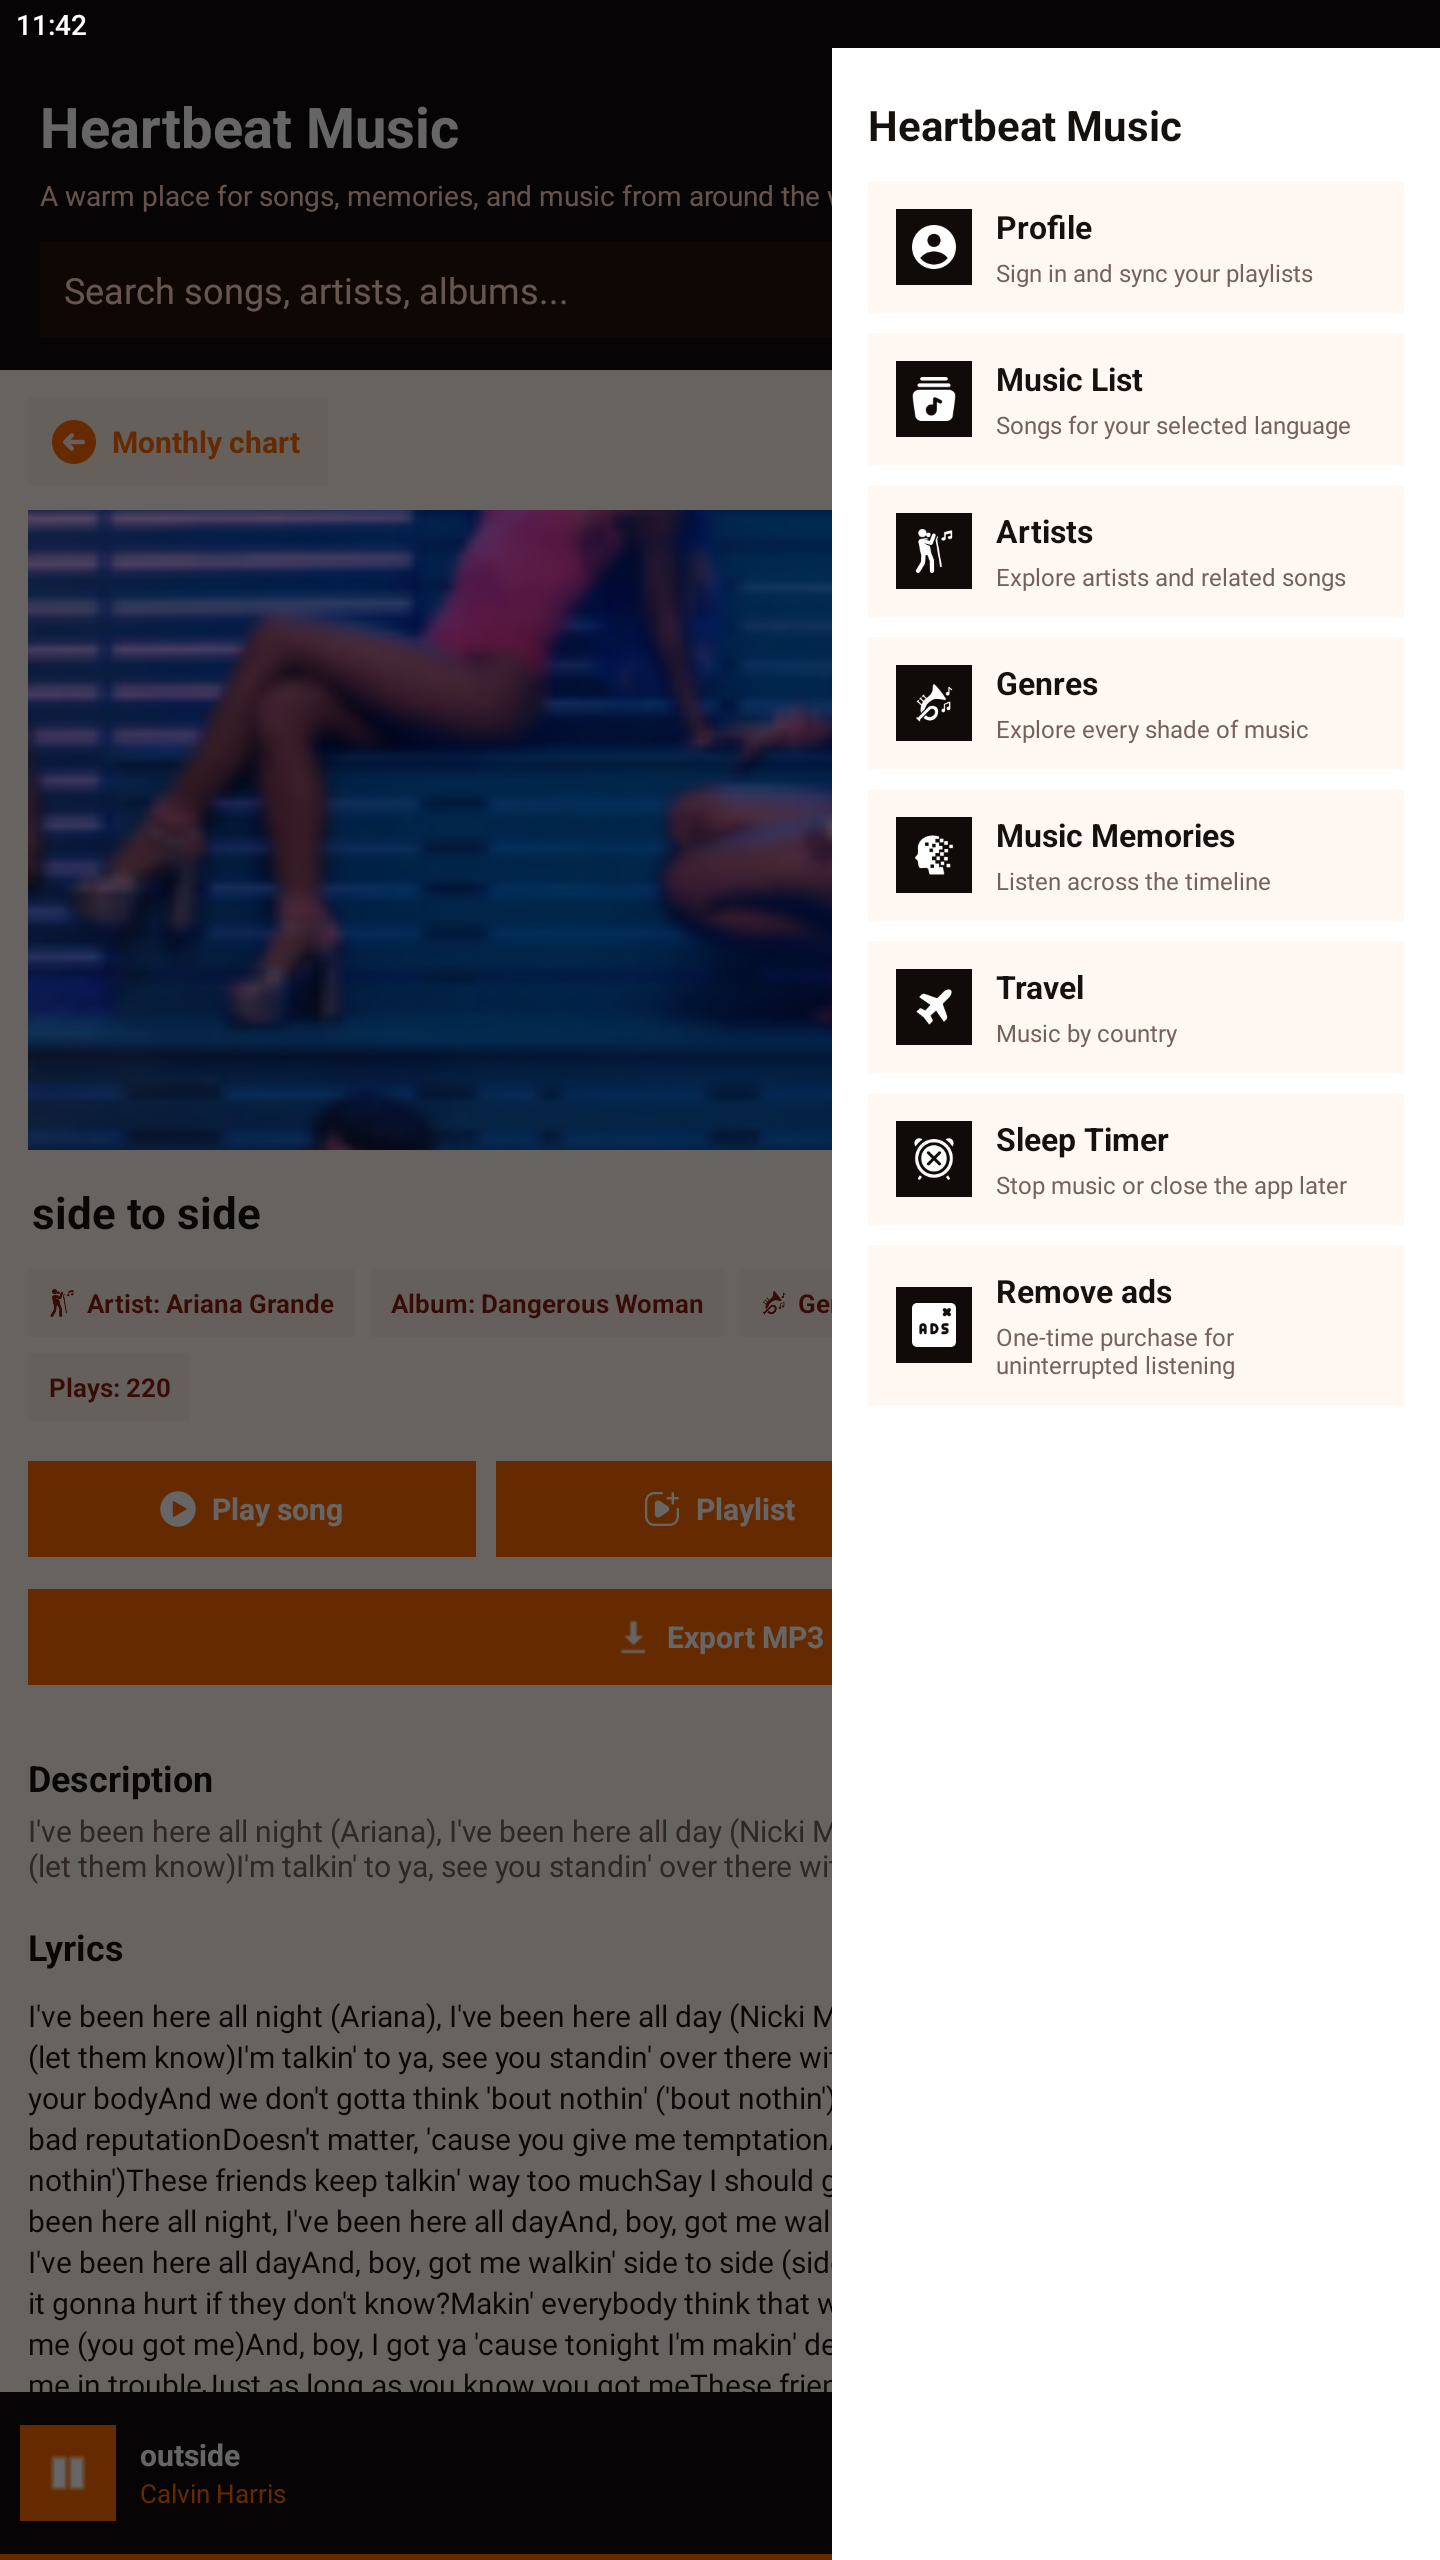 11:42
Heartbeat Music
A warm place for songs, memories, and music from around the
Search songs, artists, albums...
Monthly chart
side to side
Artist: Ariana Grande
Album: Dangerous Woman
Plays: 220
Play song
Playlist
Export MP3
Description
I've been here all night (Ariana), I've been here all day (Nicki
(let them know)I'm talkin' to ya, see you standin' over there
Lyrics
I've been here all night (Ariana), I've been here all day (Nicki
(let them know)I'm talkin' to ya, see you standin' over there
your bodyAnd we don't gotta think 'bout nothin' ('bout nothin')
bad reputationDoesn't matter, 'cause you give me temptation
nothin')These friends keep talkin' way too muchSay I should
been here all night, I've been here all dayAnd, boy, got me
I've been here all dayAnd, boy, got me walkin' side to side
it gonna hurt if they don't know?Makin' everybody think that
me (you got me)And, boy, I got ya 'cause tonight I'm makin'
me in troubleJust as long as you know you got meThese
outside
Calvin Harris
Heartbeat Music
Profile
Sign in and sync your playlists
Music List
Songs for your selected language
Artists
Explore artists and related songs
Genres
Explore every shade of music
Music Memories
Listen across the timeline
Travel
Music by country
Sleep Timer
Stop music or close the app later
ADS
Remove ads
One-time purchase for
uninterrupted listening